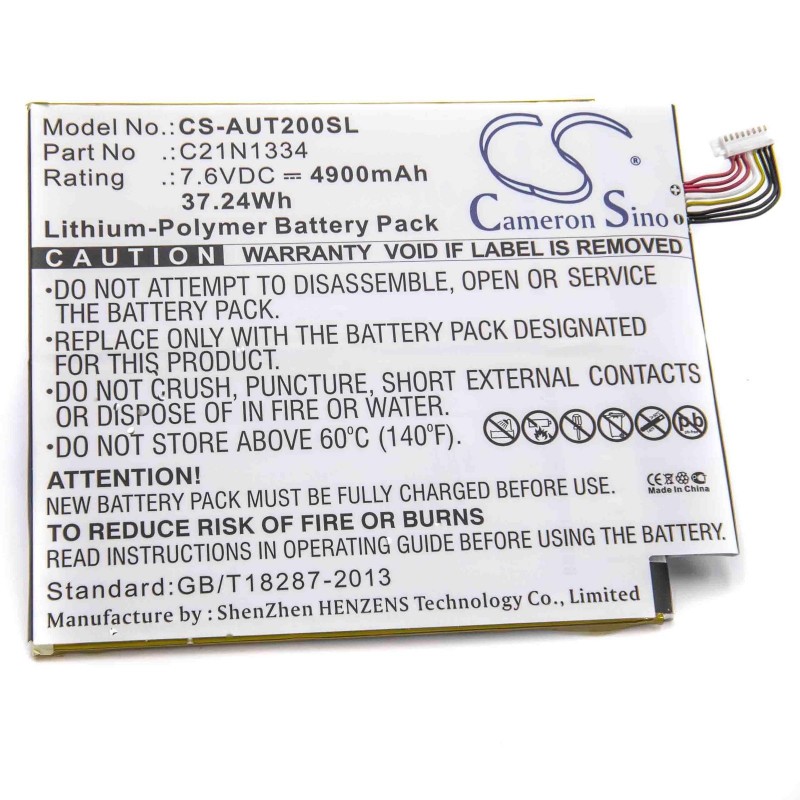 Model No.: CS-AUT200SL
Part No .: C21N1334
Rating .: 7.6VDC ⎓ 4900mAh
37.24Wh
Lithium-Polymer Battery Pack
CS
®
Cameron Sino
+
CAUTION WARRANTY VOID IF LABEL IS REMOVED
•DO NOT ATTEMPT TO DISASSEMBLE, OPEN OR SERVICE
THE BATTERY PACK.
•REPLACE ONLY WITH THE BATTERY PACK DESIGNATED
FOR THIS DEVICE.
•DO NOT CRUSH, PUNCTURE, SHORT EXTERNAL CONTACTS
OR DISPOSE OF IN FIRE OR WATER.
•DO NOT STORE ABOVE 60°C (140°F).
Pb
ATTENTION!
NEW BATTERY PACK MUST BE FULLY CHARGED BEFORE USE.
CE
Made In China
TO REDUCE RISK OF FIRE OR BURNS
READ INSTRUCTIONS CAREFULLY BEFORE USING THE BATTERY.
Standard:GB/T18287-2013
Manufacture by : ShenZhen HENZENS Technology Co., Limited